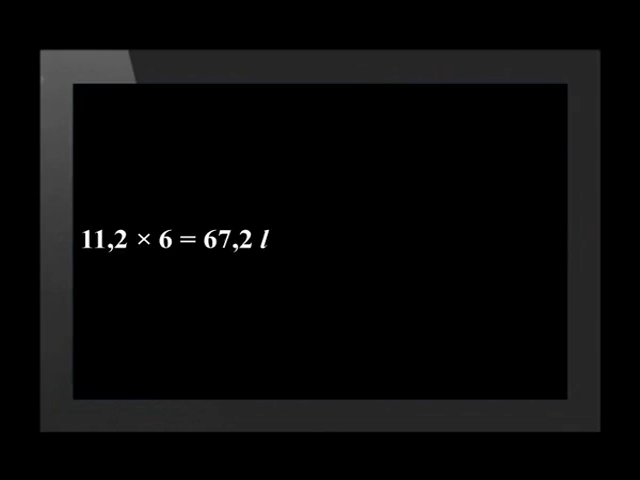 11,2 × 6 = 67,2 l